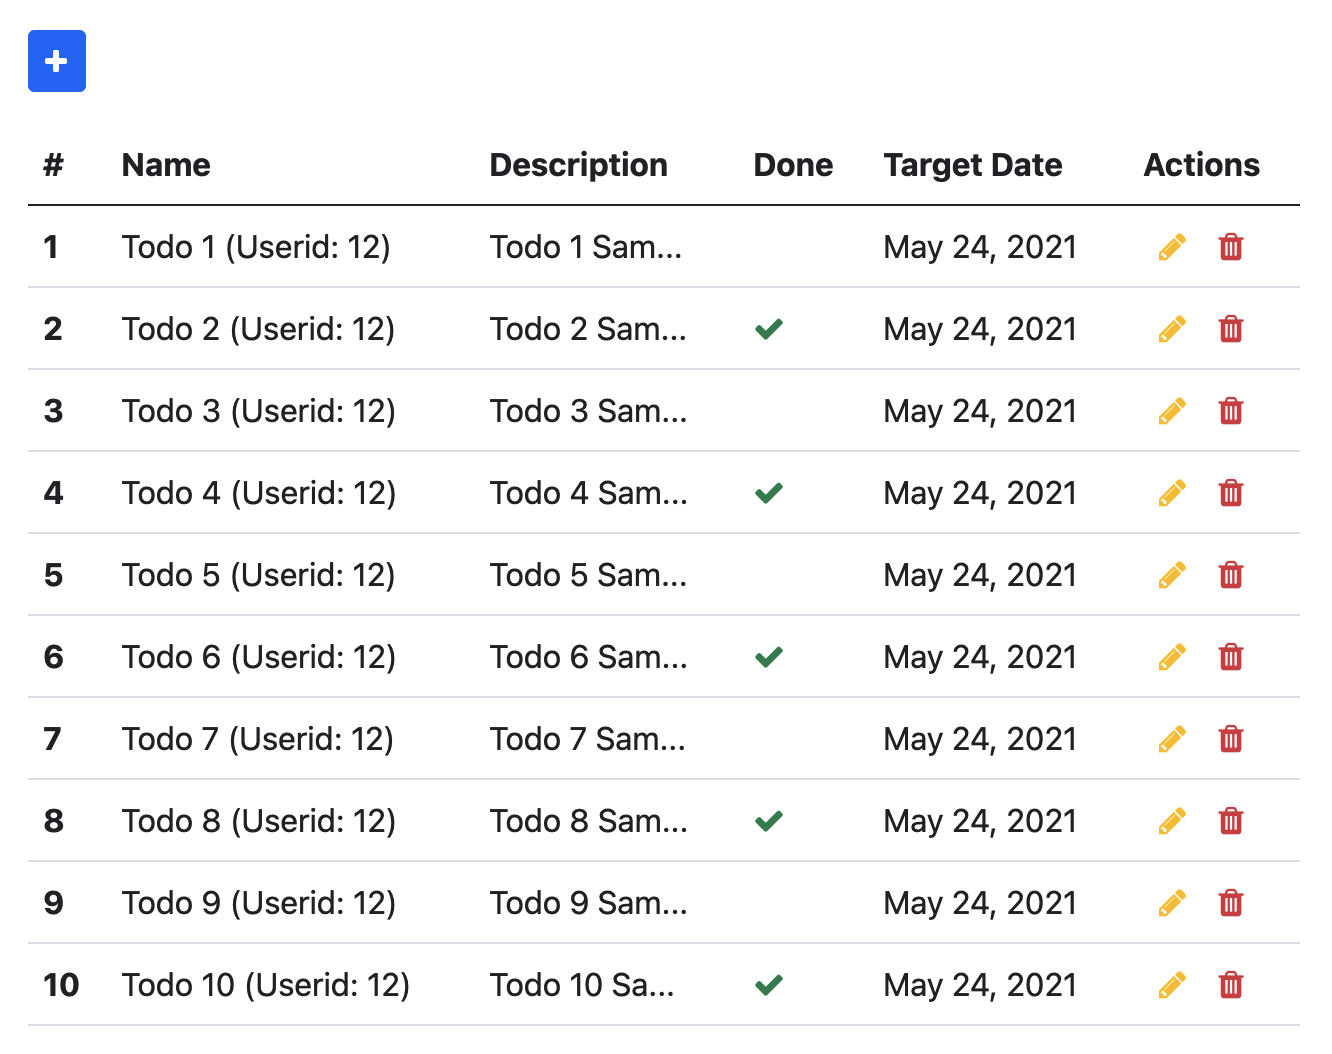 # Name Description Done Target Date Actions
1 Todo 1 (Userid: 12) Todo 1 Sam... May 24, 2021
2 Todo 2 (Userid: 12) Todo 2 Sam... May 24, 2021
3 Todo 3 (Userid: 12) Todo 3 Sam... May 24, 2021
4 Todo 4 (Userid: 12) Todo 4 Sam... May 24, 2021
5 Todo 5 (Userid: 12) Todo 5 Sam... May 24, 2021
6 Todo 6 (Userid: 12) Todo 6 Sam... May 24, 2021
7 Todo 7 (Userid: 12) Todo 7 Sam... May 24, 2021
8 Todo 8 (Userid: 12) Todo 8 Sam... May 24, 2021
9 Todo 9 (Userid: 12) Todo 9 Sam... May 24, 2021
10 Todo 10 (Userid: 12) Todo 10 Sa... May 24, 2021